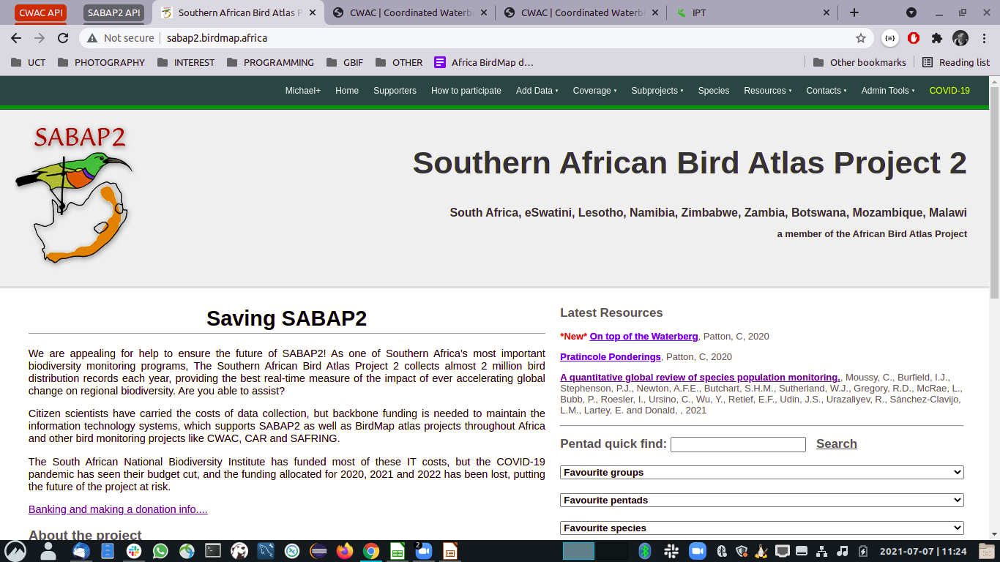 CWAC API
SABAP2 API
Southern African Bird Atlas P
CWAC | Coordinated Waterbi
CWAC | Coordinated Waterbi
IPT
Not secure
sabap2.birdmap.africa
UCT
PHOTOGRAPHY
INTEREST
PROGRAMMING
GBIF
OTHER
Africa BirdMap d...
Other bookmarks
Reading list
Michael+
Home
Supporters
How to participate
Add Data
Coverage
Subprojects
Species
Resources
Contacts
Admin Tools
COVID-19
SABAP2
Southern African Bird Atlas Project 2
South Africa, eSwatini, Lesotho, Namibia, Zimbabwe, Zambia, Botswana, Mozambique, Malawi
a member of the African Bird Atlas Project
Saving SABAP2
We are appealing for help to ensure the future of SABAP2! As one of Southern Africa's most important
biodiversity monitoring programs, The Southern African Bird Atlas Project 2 collects almost 2 million bird
distribution records each year, providing the best real-time measure of the impact of ever accelerating global
change on regional biodiversity. Are you able to assist?
Citizen scientists have carried the costs of data collection, but backbone funding is needed to maintain the
information technology systems, which supports SABAP2 as well as BirdMap atlas projects throughout Africa
and other bird monitoring projects like CWAC, CAR and SAFRING.
The South African National Biodiversity Institute has funded most of these IT costs, but the COVID-19
pandemic has seen their budget cut, and the funding allocated for 2020, 2021 and 2022 has been lost, putting
the future of the project at risk.
Banking and making a donation info....
About the project
Latest Resources
*New* On top of the Waterberg, Patton, C, 2020
Pratincole Ponderings, Patton, C, 2020
A quantitative global review of species population monitoring., Moussy, C., Burfield, I.J.,
Stephenson, P.J., Newton, A.F.E., Butchart, S.H.M., Sutherland, W.J., Gregory, R.D., McRae, L.,
Bubb, P., Roesler, I., Ursino, C., Wu, Y., Retief, E.F., Udin, J.S., Urazaliyev, R., Sánchez-Clavijo,
L.M., Lartey, E. and Donald, , 2021
Pentad quick find:
Search
Favourite groups
Favourite pentads
Favourite species
2
2021-07-07 | 11:24